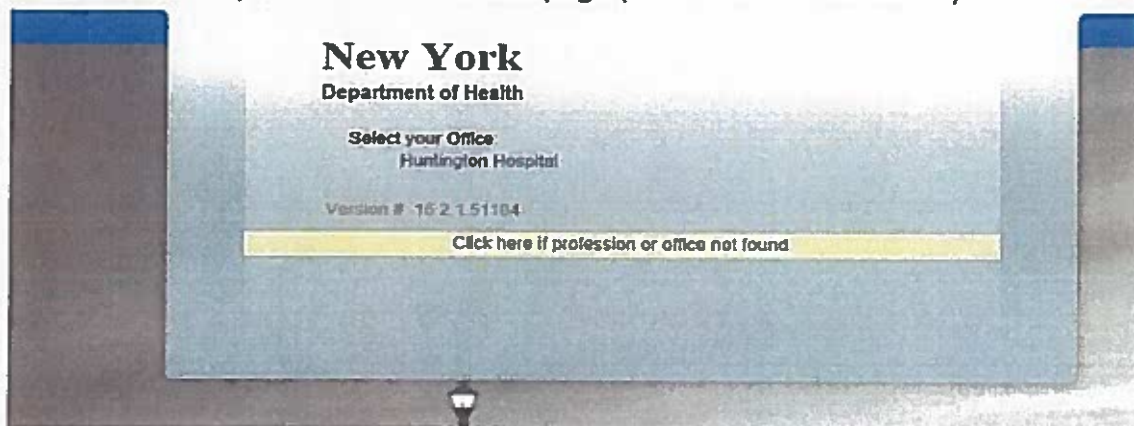 New York
Department of Health
Select your Office
Huntington Hospital
Version # 16.2.1.51104
Click here if profession or office not found